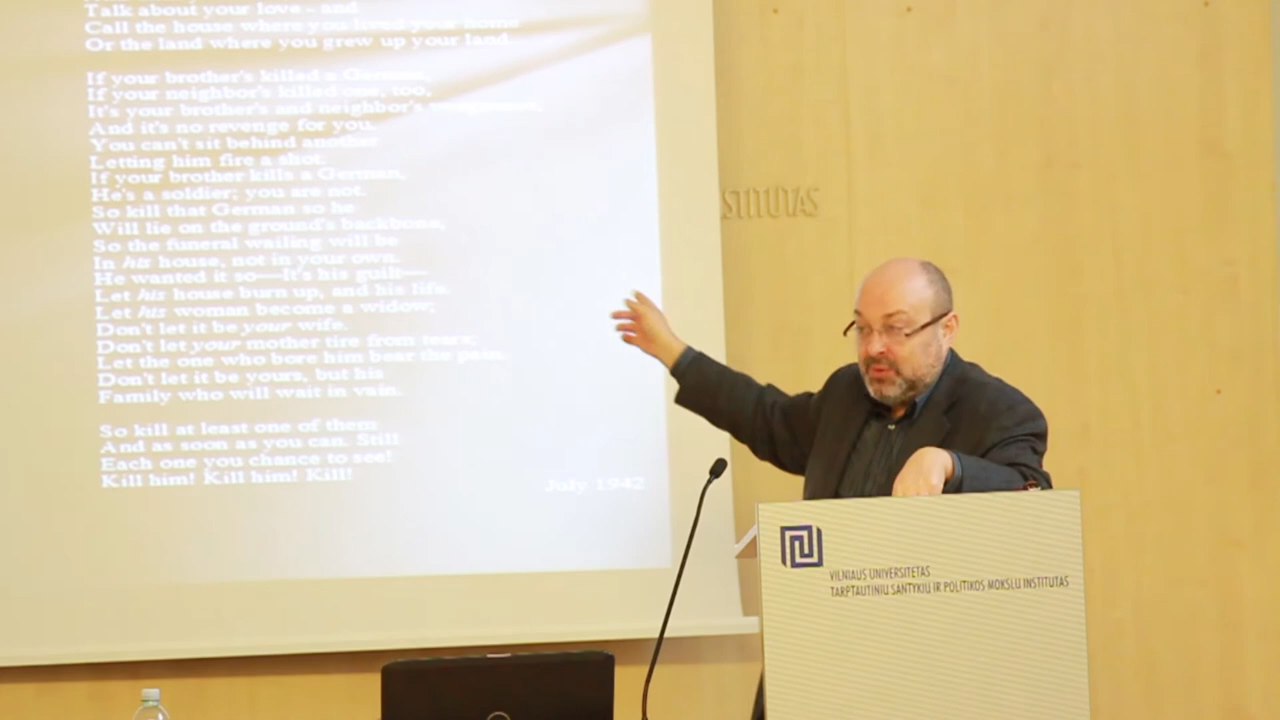 Talk about your love - and
Call the house where you lived your home
Or the land where you grew up your land...
If your brother's killed a German,
If your neighbor's killed one, too,
It's your brother's and neighbor's vengeance,
And it's no revenge for you.
You can't sit behind another
Letting him fire a shot.
If your brother kills a German,
He's a soldier; you are not.
So kill that German so he
Will lie on the ground's backbone,
So the funeral wailing will be
In his house, not in your own.
He wanted it so—It's his guilt—
Let his house burn up, and his life.
Let his woman become a widow;
Don't let it be your wife.
Don't let your mother tire from tears;
Let the one who bore him bear the pain.
Don't let it be yours, but his
Family who will wait in vain.
So kill at least one of them
And as soon as you can. Still
Each one you chance to see!
Kill him! Kill him! Kill!
July 1942
STITUTAS
VILNIAUS UNIVERSITETAS
TARPTAUTINIŲ SANTYKIŲ IR POLITIKOS MOKSLŲ INSTITUTAS